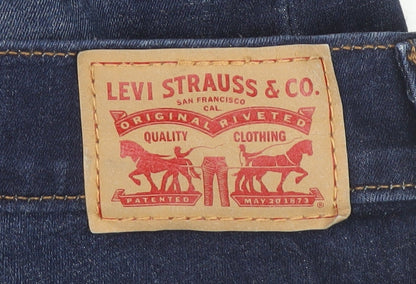 LEVI STRAUSS & CO.
SAN FRANCISCO
CAL.
ORIGINAL RIVETED
QUALITY CLOTHING
PATENTED MAY 20 1873
®